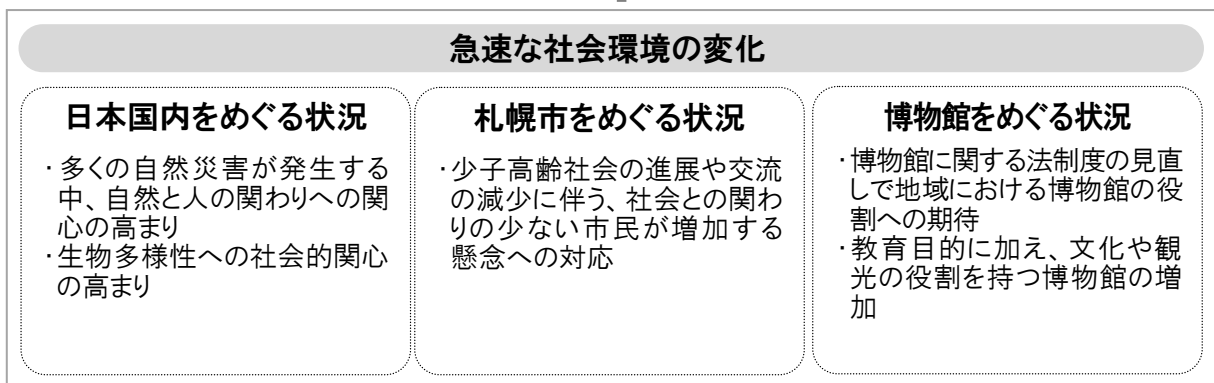 急速な社会環境の変化
日本国内をめぐる状況
・多くの自然災害が発生する
中、自然と人の関わりへの関
心の高まり
・生物多様性への社会的関心
の高まり
札幌市をめぐる状況
・少子高齢社会の進展や交流
の減少に伴う、社会との関わ
りの少ない市民が増加する
懸念への対応
博物館をめぐる状況
・博物館に関する法制度の見直
しで地域における博物館の役
割への期待
・教育目的に加え、文化や観
光の役割を持つ博物館の増
加